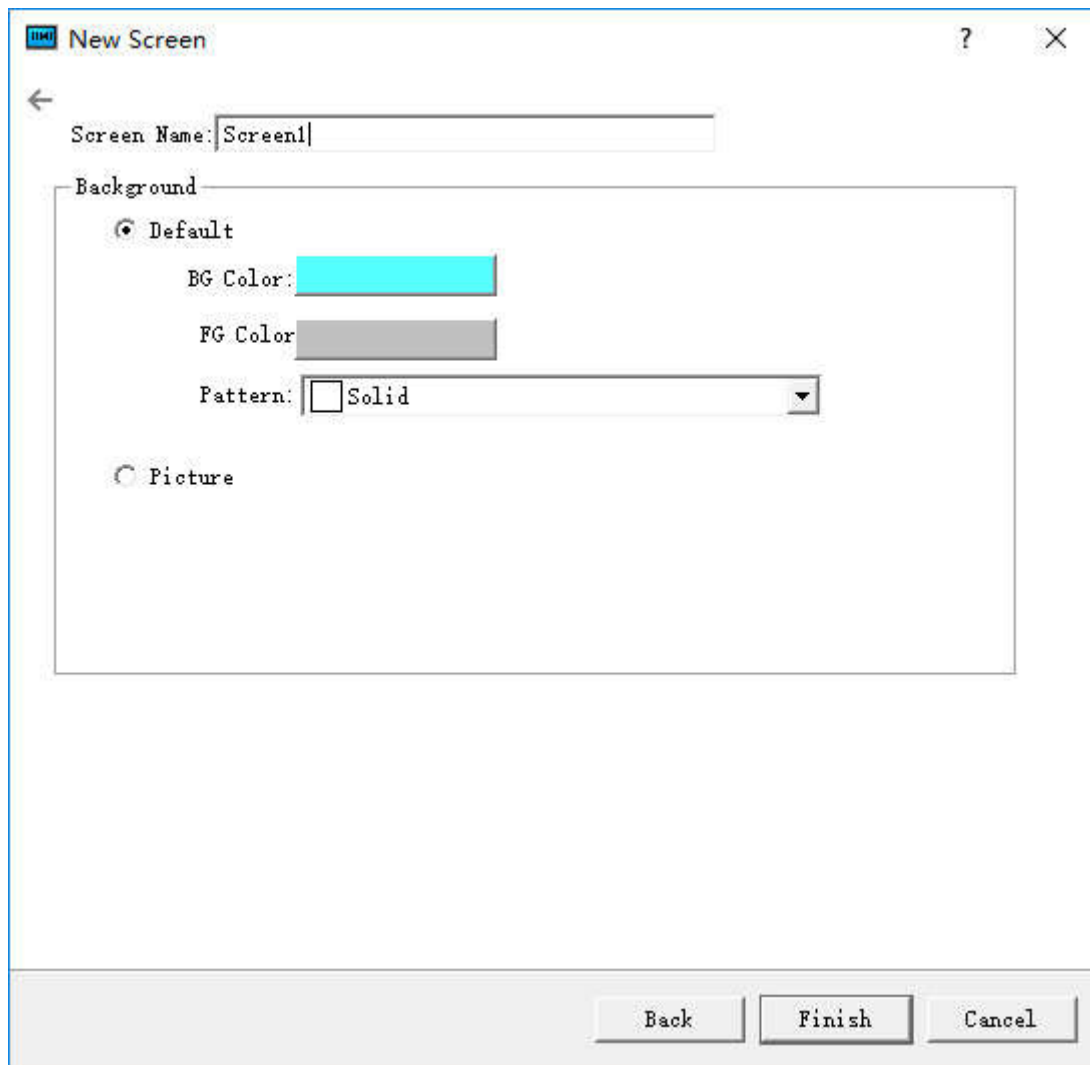 New Screen ?
Screen Name: Screen1
Background
Default
BG Color:
FG Color
Pattern: Solid
Picture
Back Finish Cancel